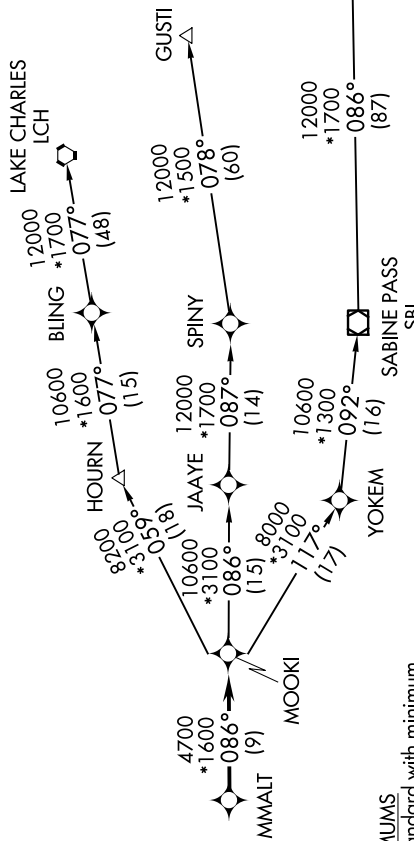 LAKE CHARLES
LCH
12000
*1700
077°
(48)
BLING
10600
*1600
077°
(15)
HOURN
8200
*3100
059°
(18)
GUSTI
12000
*1500
078°
(60)
SPINY
12000
*1700
087°
(14)
JAAYE
10600
*3100
086°
(15)
MOOKI
4700
*1600
086°
(9)
MMALT
8000
*3100
117°
(17)
YOKEM
10600
*1300
092°
(16)
SABINE PASS
SBI
12000
*1700
086°
(87)
MUMS
andard with minimum